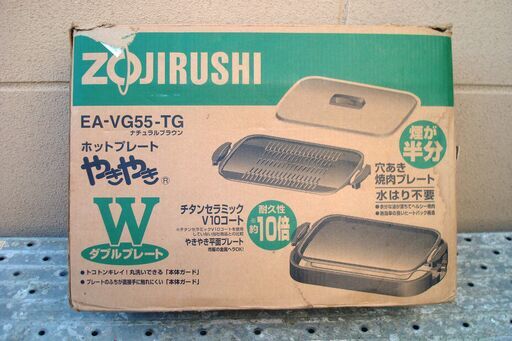 ZOJIRUSHI
EA-VG55-TG
ナチュラルブラウン
ホットプレート
やきやき®
W
ダブルプレート
チタンセラミック
V10コート
やきやき平面プレート
耐久性
約10倍
煙が
半分
穴あき
焼肉プレート
水はり不要
●トコトンキレイ!丸洗いできる「本体ガード」
●プレートのふちが直接手に触れにくい「本体ガード」